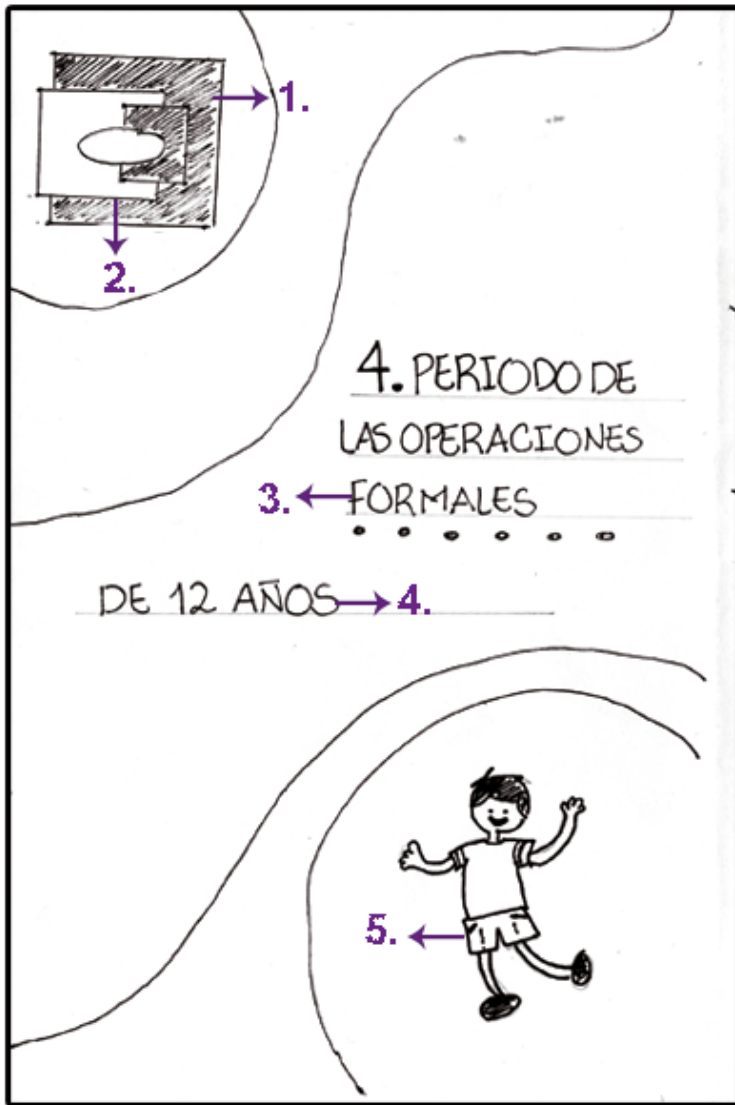 1.
2.
4. PERIODO DE
LAS OPERACIONES
3. FORMALES
DE 12 AÑOS 4.
5.